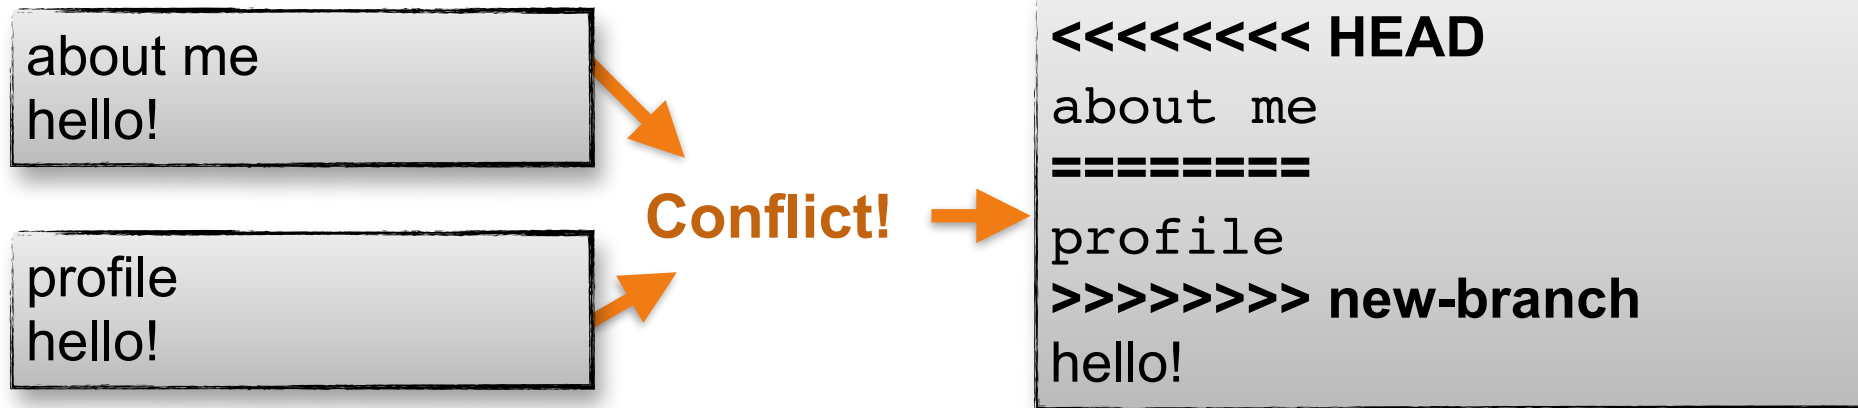 about me
hello!
profile
hello!
Conflict!
<<<<<<<< HEAD
about me
========
profile
>>>>>>>> new-branch
hello!